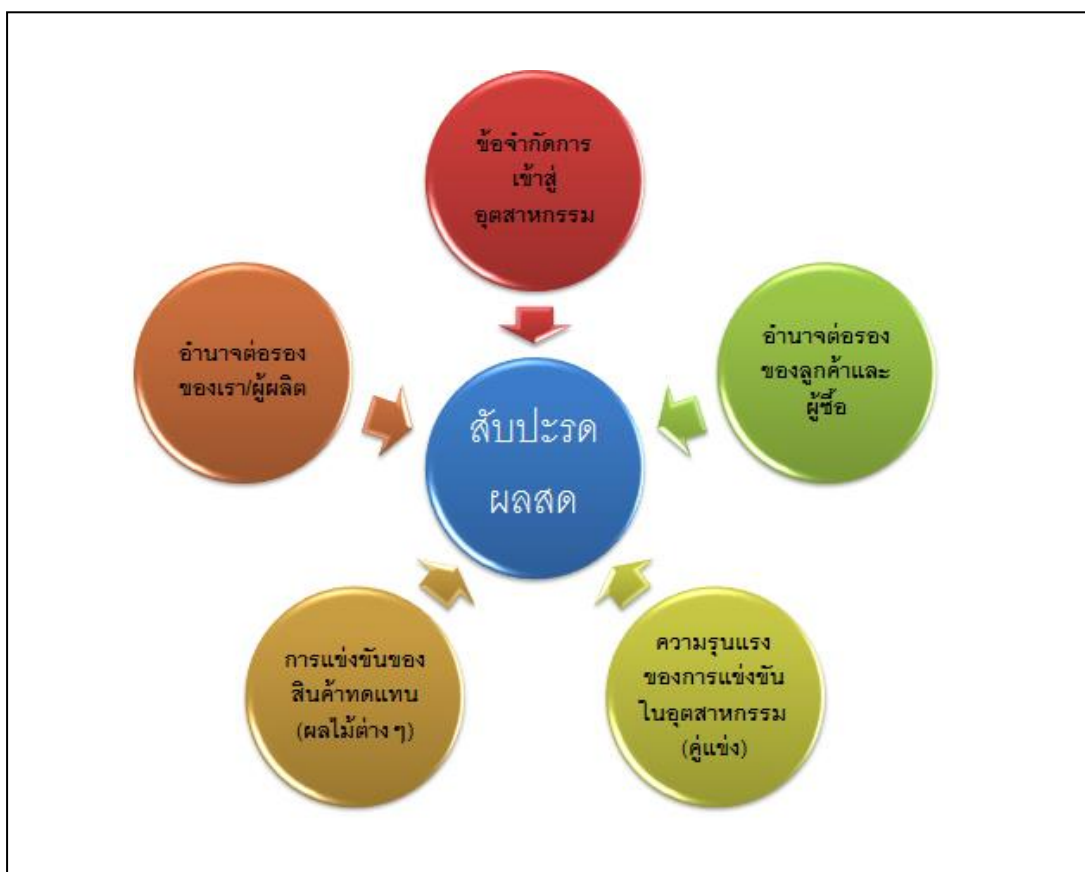 ข้อจำกัดการ
เข้าสู่
อุตสาหกรรม
อำนาจต่อรอง
ของเรา/ผู้ผลิต
อำนาจต่อรอง
ของลูกค้าและ
ผู้ซื้อ
สับปะรด
ผลสด
การแข่งขันของ
สินค้าทดแทน
(ผลไม้ต่างๆ)
ความรุนแรง
ของการแข่งขัน
ในอุตสาหกรรม
(คู่แข่ง)